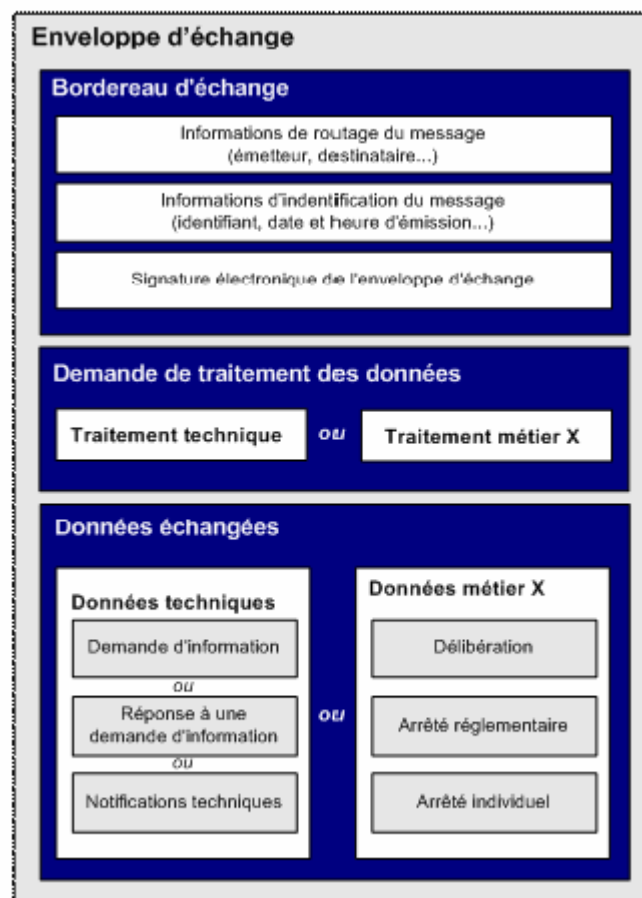 Enveloppe d'échange
Bordereau d'échange
Informations de routage du message
(émetteur, destinataire...)
Informations d'indentification du message
(identifiant, date et heure d'émission...)
Signature électronique de l'enveloppe d'échange
Demande de traitement des données
Traitement technique
ou
Traitement métier X
Données échangées
Données techniques
Demande d'information
ou
Réponse à une
demande d'information
ou
Notifications techniques
ou
Données métier X
Délibération
Arrêté réglementaire
Arrêté individuel